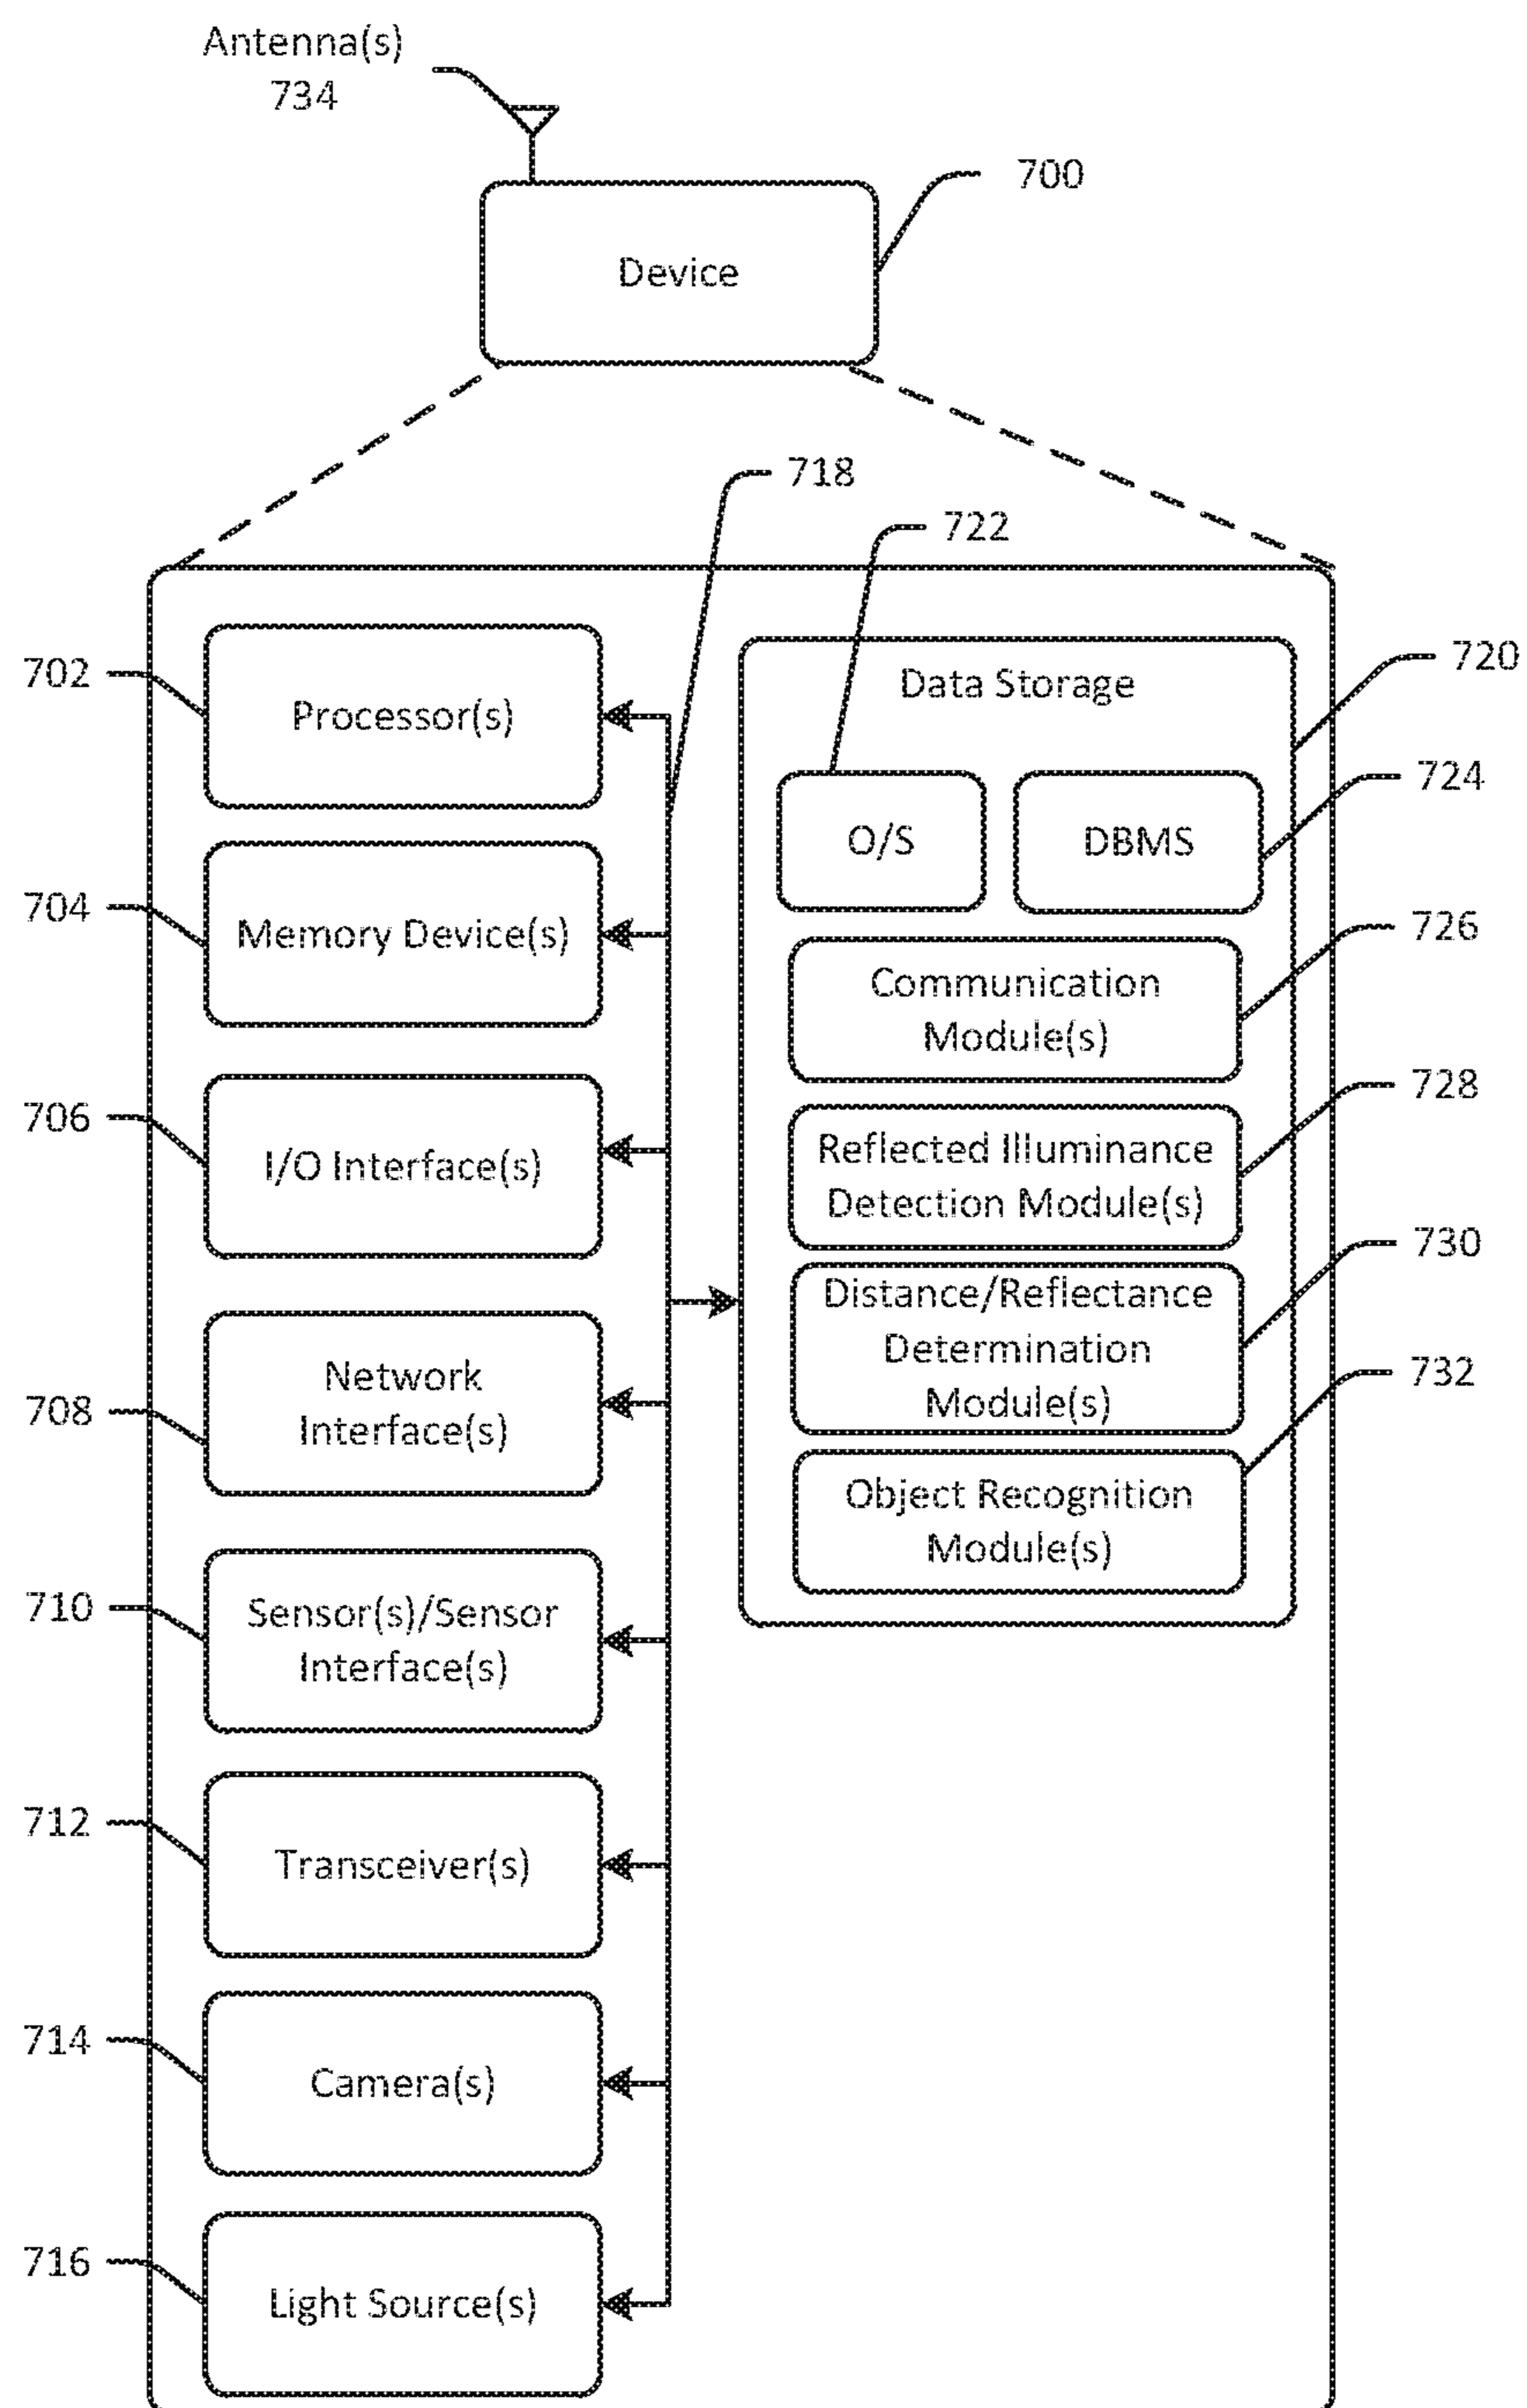 Antenna(s)
734
700
Device
718
722
702
Processor(s)
Data Storage
720
O/S
DBMS
724
704
Memory Device(s)
Communication
Module(s)
726
706
I/O Interface(s)
Reflected Illuminance
Detection Module(s)
728
708
Network
Interface(s)
Distance/Reflectance
Determination
Module(s)
730
732
Object Recognition
Module(s)
710
Sensor(s)/Sensor
Interface(s)
712
Transceiver(s)
714
Camera(s)
716
Light Source(s)